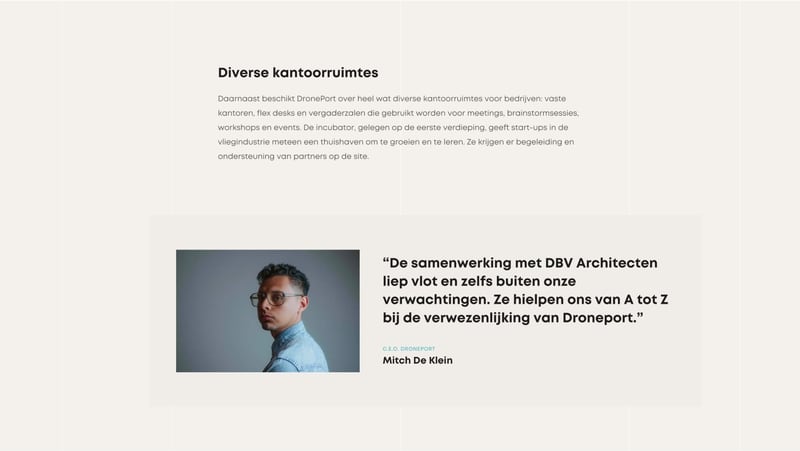 Diverse kantoorruimtes
Daarnaast beschikt DronePort over heel wat diverse kantoorruimtes voor bedrijven: vaste
kantoren, flex desks en vergaderzalen die gebruikt worden voor meetings, brainstormsessies,
workshops en events. De incubator, gelegen op de eerste verdieping, geeft start-ups in de
vliegindustrie meteen een thuishaven om te groeien en te leren. Ze krijgen er begeleiding en
ondersteuning van partners op de site.
“De samenwerking met DBV Architecten
liep vlot en zelfs buiten onze
verwachtingen. Ze hielpen ons van A tot Z
bij de verwezenlijking van Droneport.”
C.E.O. DRONEPORT
Mitch De Klein